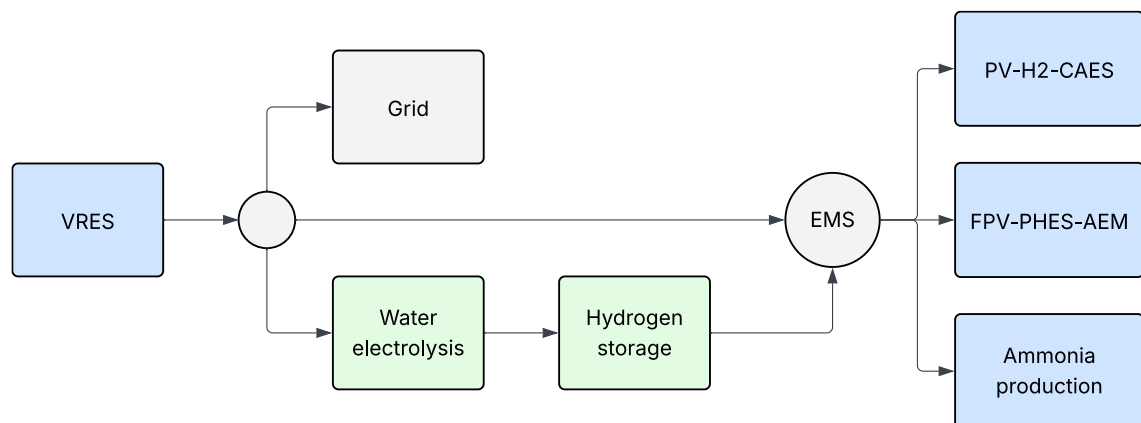 PV-H2-CAES
Grid
VRES
EMS
FPV-PHES-AEM
Water
electrolysis
Hydrogen
storage
Ammonia
production